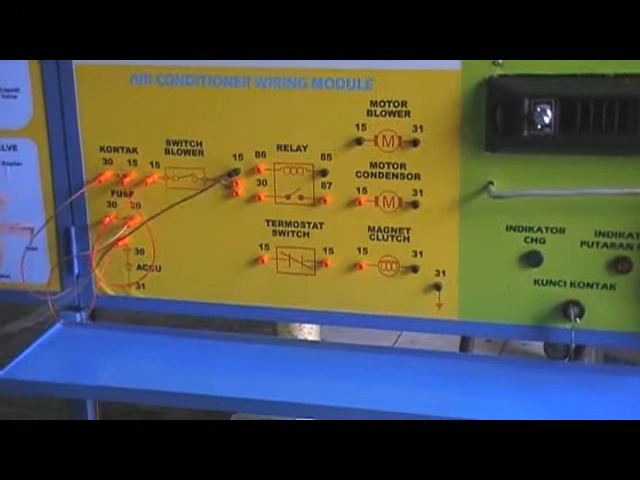 AIR CONDITIONER WIRING MODULE
MOTOR
BLOWER
15 31
KONTAK
30 15
SWITCH
BLOWER
15 15
RELAY
86 85
30 87
MOTOR
CONDENSOR
15 31
FUSE
30 30
TERMOSTAT
SWITCH
15 15
MAGNET
CLUTCH
15 31
31
30
ACCU
31
M
M
INDIKATOR
CHG
PUTARAN
KUNCI KONTAK